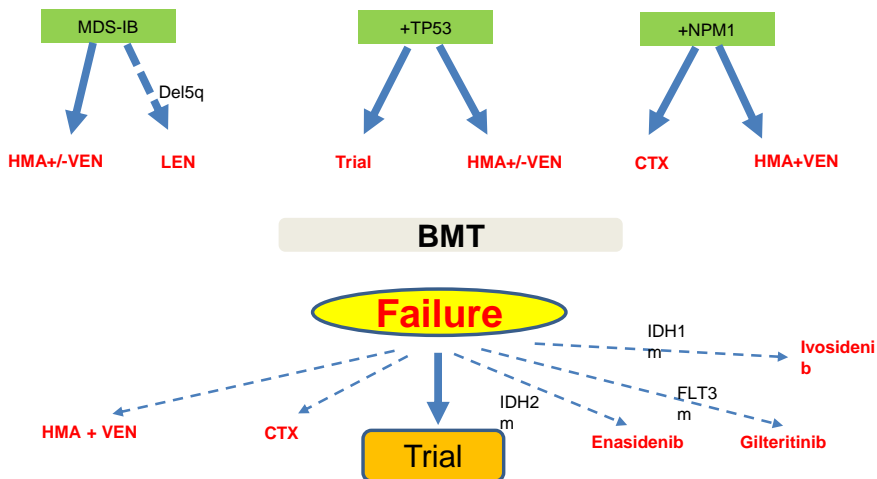 MDS-IB
+TP53
+NPM1
Del5q
HMA+/-VEN
LEN
Trial
HMA+/-VEN
CTX
HMA+VEN
BMT
Failure
IDH1
m
Ivosideni
b
FLT3
m
IDH2
m
HMA + VEN
CTX
Trial
Enasidenib
Gilteritinib